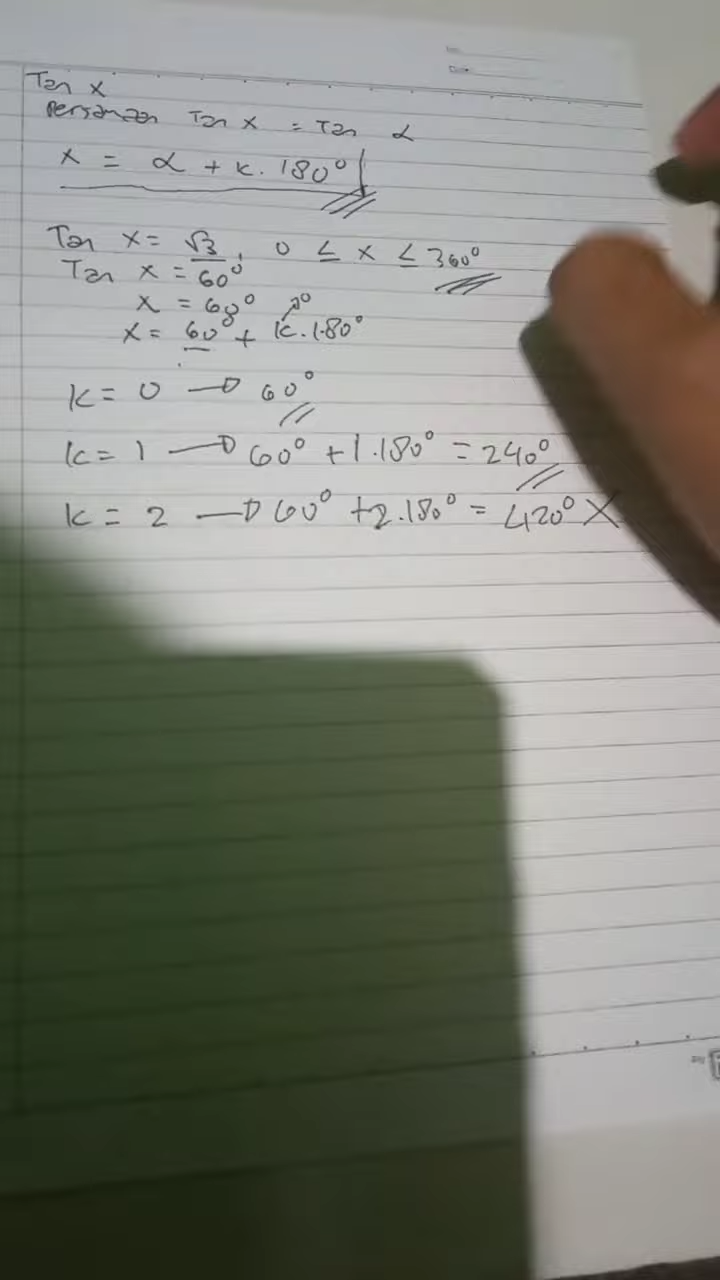 Tan x
Persamaan Tan x = Tan α
x = α + k . 180°
Tan x = √3 , 0 ≤ x ≤ 360°
Tan x = 60°
x = 60°
x = 60° + k . 180°
k = 0 → 60°
k = 1 → 60° + 1 . 180° = 240°
k = 2 → 60° + 2 . 180° = 420° X